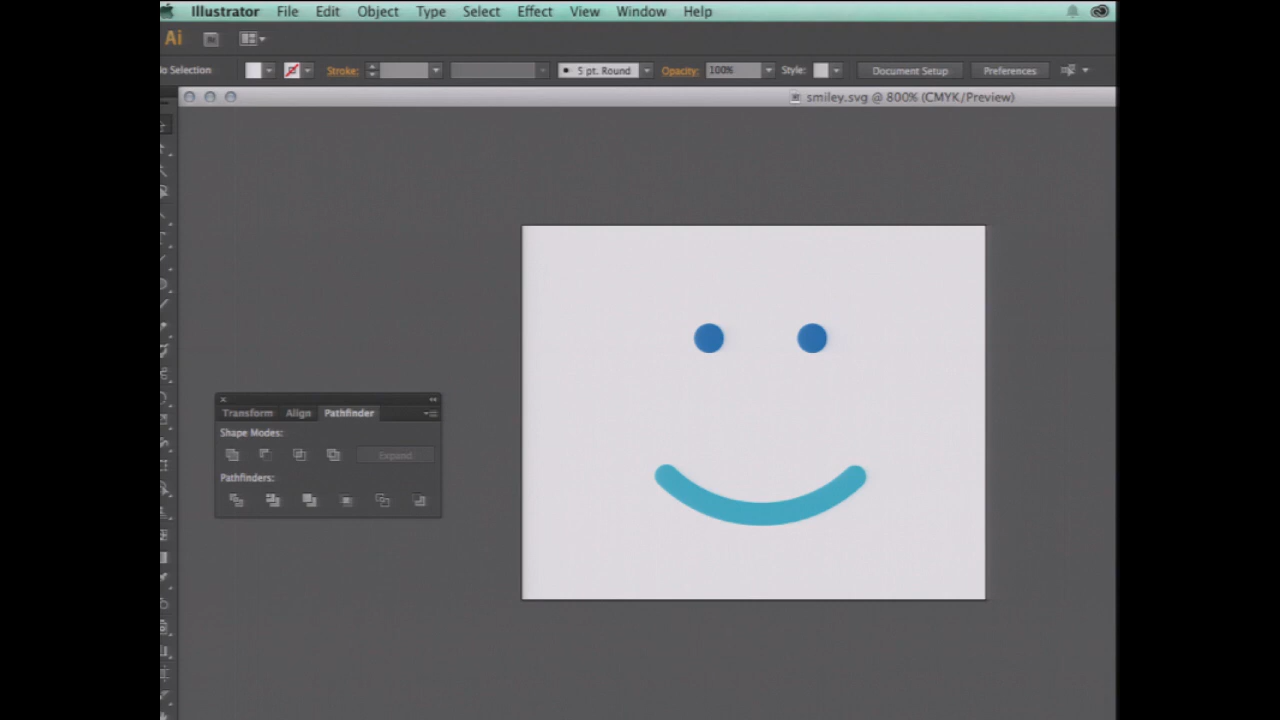 Illustrator File Edit Object Type Select Effect View Window Help
Ai Br
o Selection Stroke: 5 pt. Round Opacity: 100% Style: Document Setup Preferences
smiley.svg @ 800% (CMYK/Preview)
Transform Align Pathfinder
Shape Modes:
Expand
Pathfinders: